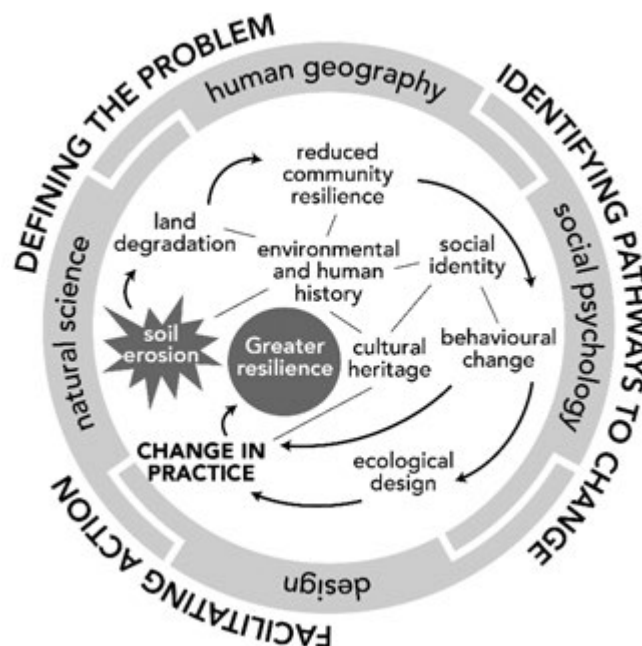 DEFINING THE PROBLEM
IDENTIFYING PATHWAYS TO CHANGE
FACILITATING ACTION
human geography
social psychology
design
natural science
reduced
community
resilience
land
degradation
environmental
and human
history
social
identity
soil
erosion
Greater
resilience
cultural
heritage
behavioural
change
CHANGE IN
PRACTICE
ecological
design